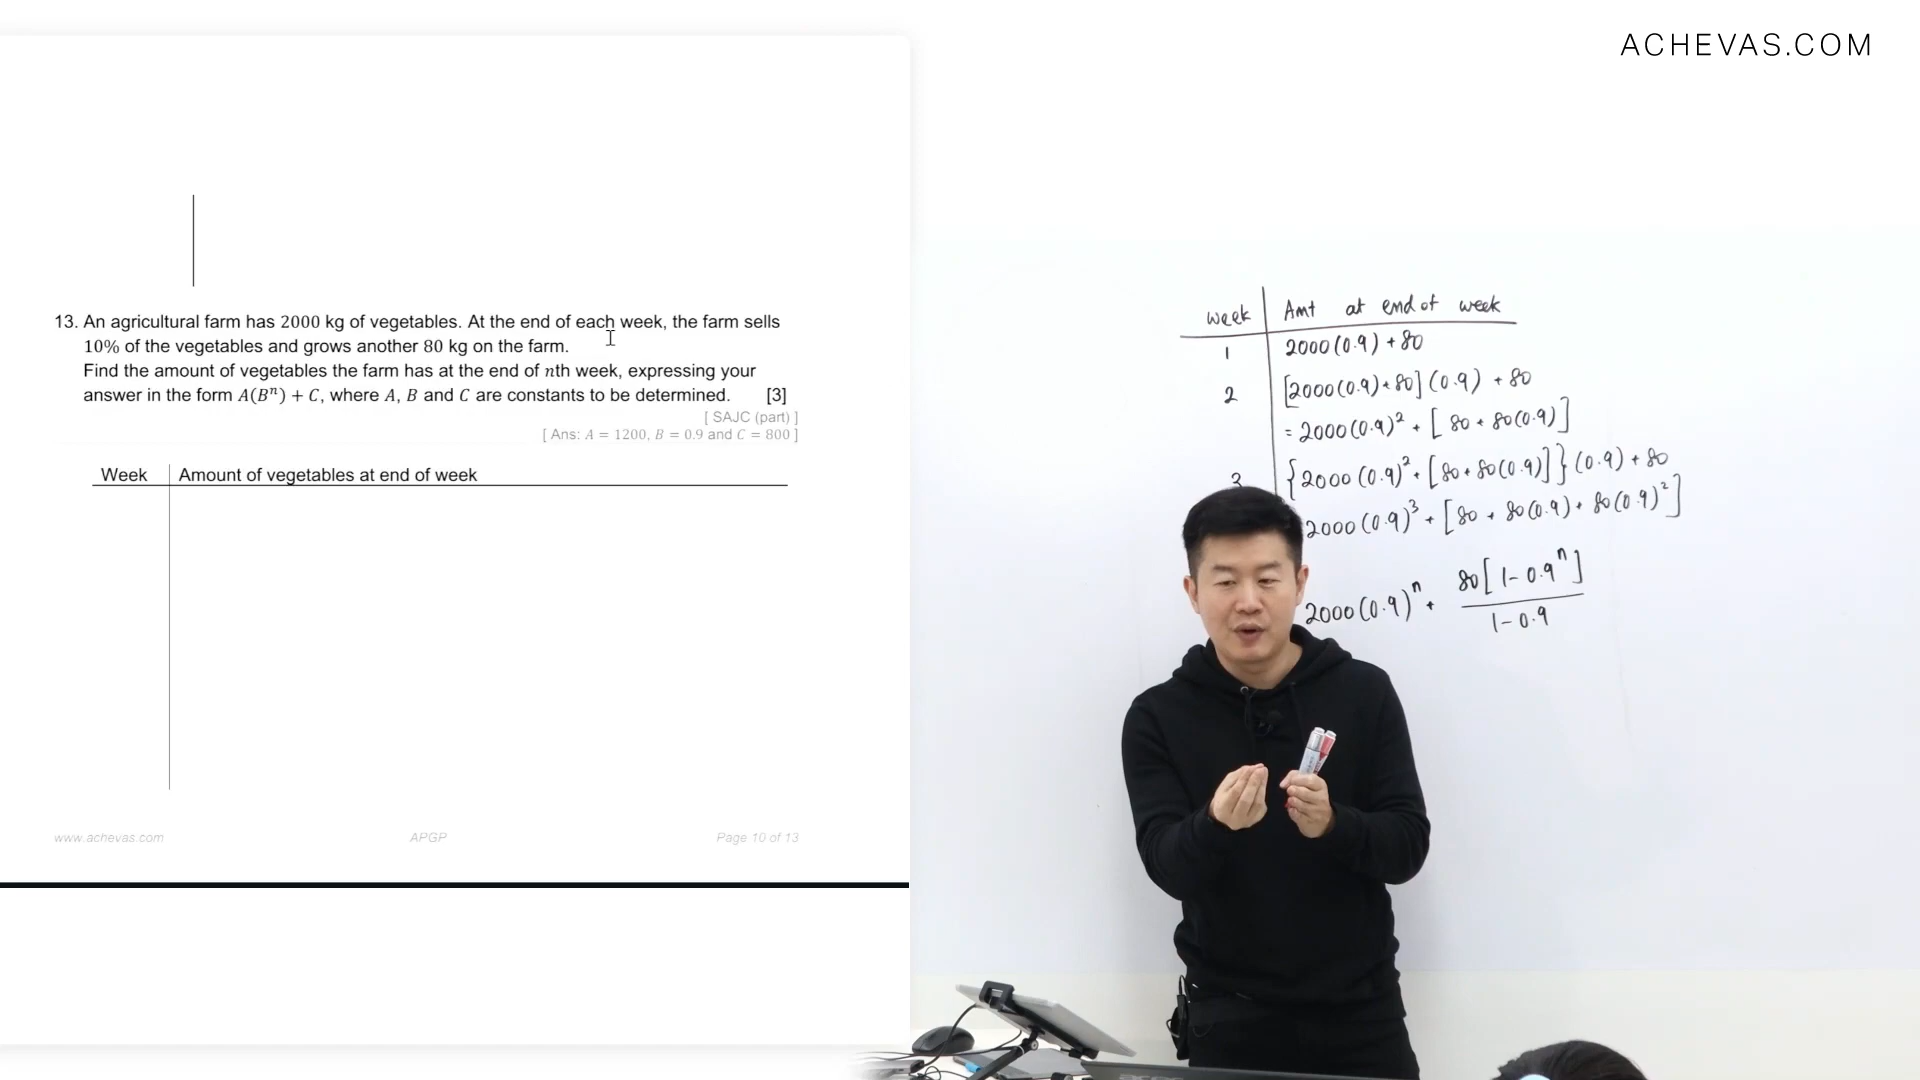 ACHEVAS.COM
13. An agricultural farm has 2000 kg of vegetables. At the end of each week, the farm sells
10% of the vegetables and grows another 80 kg on the farm.
Find the amount of vegetables the farm has at the end of nth week, expressing your
answer in the form A(Bⁿ) + C, where A, B and C are constants to be determined. [3]
[ SAJC (part) ]
[ Ans: A = 1200, B = 0.9 and C = 800 ]
Week Amount of vegetables at end of week
www.achevas.com APGP Page 10 of 13
week Amt at end of week
1 2000(0.9) + 80
2 [2000(0.9) + 80](0.9) + 80
= 2000(0.9)² + [80 + 80(0.9)]
3 {2000(0.9)² + [80 + 80(0.9)]}(0.9) + 80
2000(0.9)³ + [80 + 80(0.9) + 80(0.9)²]
2000(0.9)ⁿ + 80[1 - 0.9ⁿ]
1 - 0.9
acer